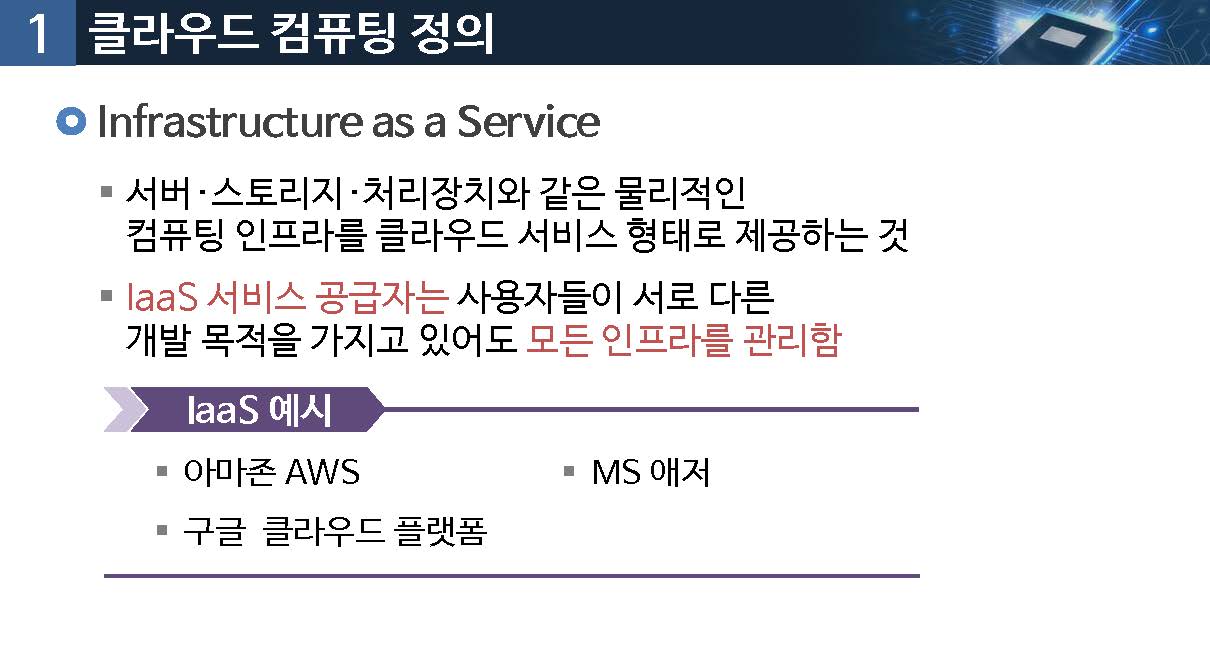 1 클라우드 컴퓨팅 정의
Infrastructure as a Service
서버·스토리지·처리장치와 같은 물리적인
컴퓨팅 인프라를 클라우드 서비스 형태로 제공하는 것
IaaS 서비스 공급자는 사용자들이 서로 다른
개발 목적을 가지고 있어도 모든 인프라를 관리함
IaaS 예시
아마존 AWS
MS 애저
구글 클라우드 플랫폼